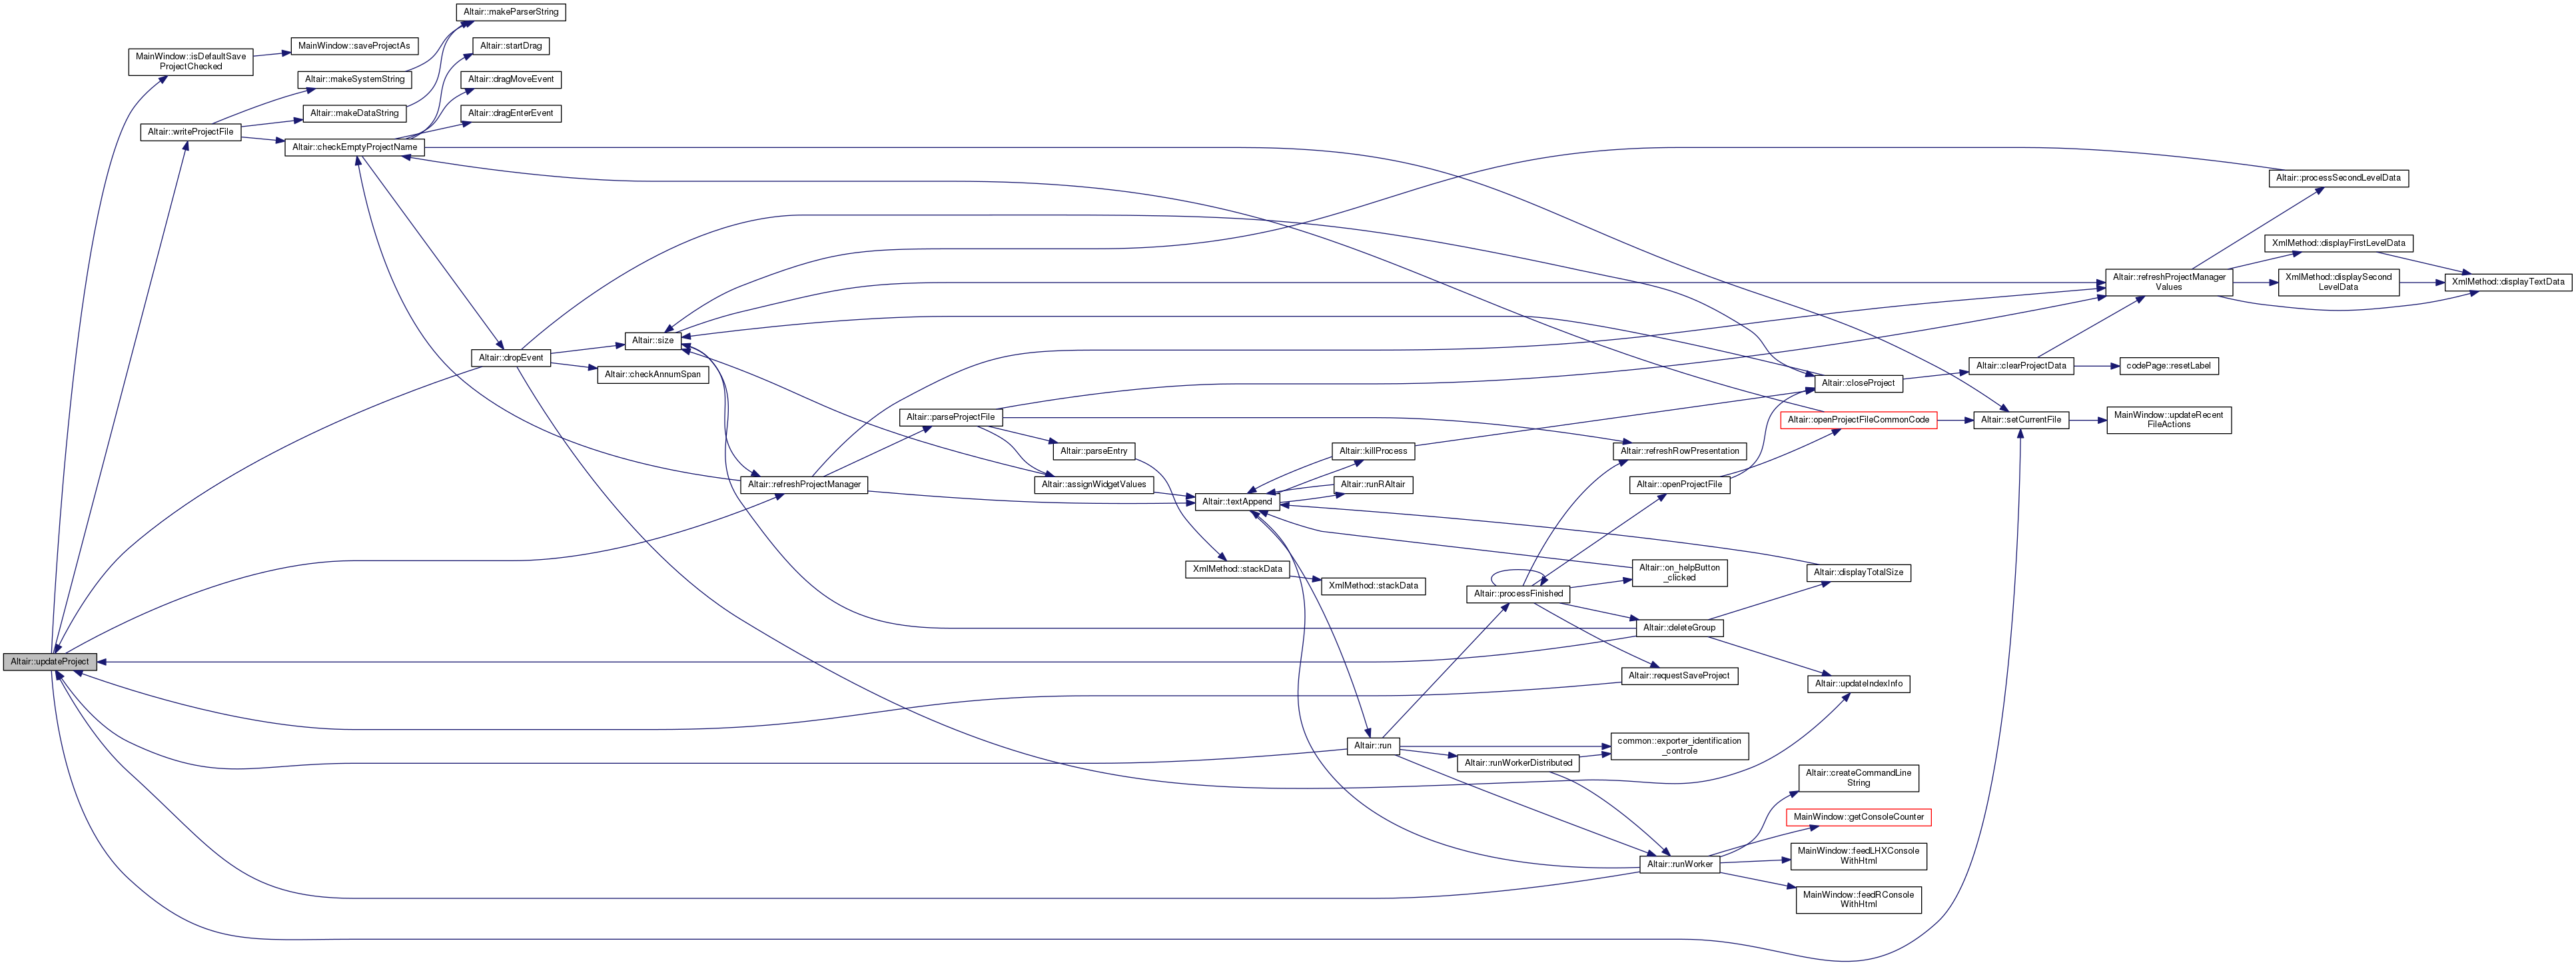 Altair::makeParserString
MainWindow::saveProjectAs
Altair::startDrag
MainWindow::isDefaultSave
ProjectChecked
Altair::makeSystemString
Altair::dragMoveEvent
Altair::makeDataString
Altair::dragEnterEvent
Altair::writeProjectFile
Altair::checkEmptyProjectName
Altair::processSecondLevelData
XmlMethod::displayFirstLevelData
Altair::refreshProjectManager
Values
XmlMethod::displaySecond
LevelData
XmlMethod::displayTextData
Altair::size
Altair::dropEvent
Altair::checkAnnumSpan
Altair::clearProjectData
codePage::resetLabel
Altair::closeProject
Altair::parseProjectFile
Altair::openProjectFileCommonCode
Altair::setCurrentFile
MainWindow::updateRecent
FileActions
Altair::parseEntry
Altair::killProcess
Altair::refreshRowPresentation
Altair::refreshProjectManager
Altair::assignWidgetValues
Altair::runRAltair
Altair::openProjectFile
Altair::textAppend
XmlMethod::stackData
XmlMethod::stackData
Altair::on_helpButton
_clicked
Altair::displayTotalSize
Altair::processFinished
Altair::deleteGroup
Altair::updateProject
Altair::requestSaveProject
Altair::updateIndexInfo
Altair::run
common::exporter_identification
_controle
Altair::runWorkerDistributed
Altair::createCommandLine
String
MainWindow::getConsoleCounter
MainWindow::feedLHXConsole
WithHtml
Altair::runWorker
MainWindow::feedRConsole
WithHtml